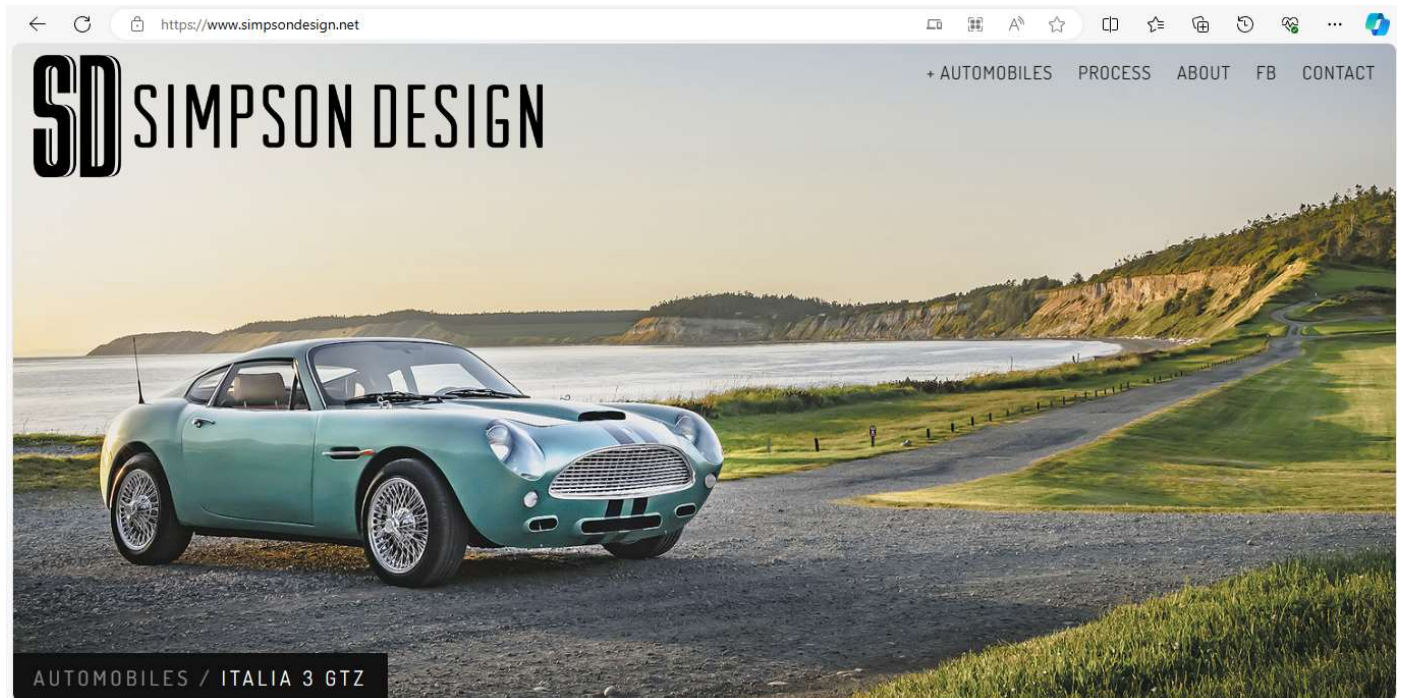 https://www.simpsondesign.net
SD SIMPSON DESIGN
+ AUTOMOBILES PROCESS ABOUT FB CONTACT
AUTOMOBILES / ITALIA 3 GTZ